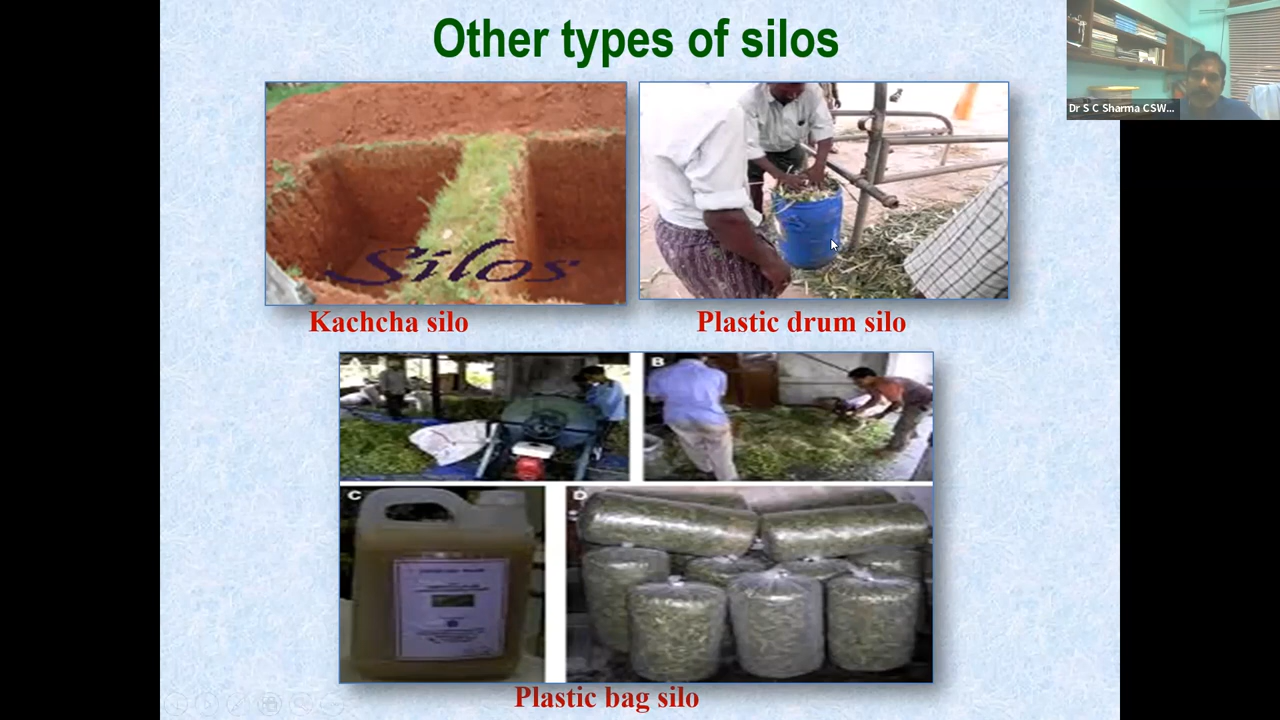 Other types of silos
Dr S C Sharma CSW...
Silos
Kachcha silo
Plastic drum silo
A
B
C
D
Plastic bag silo